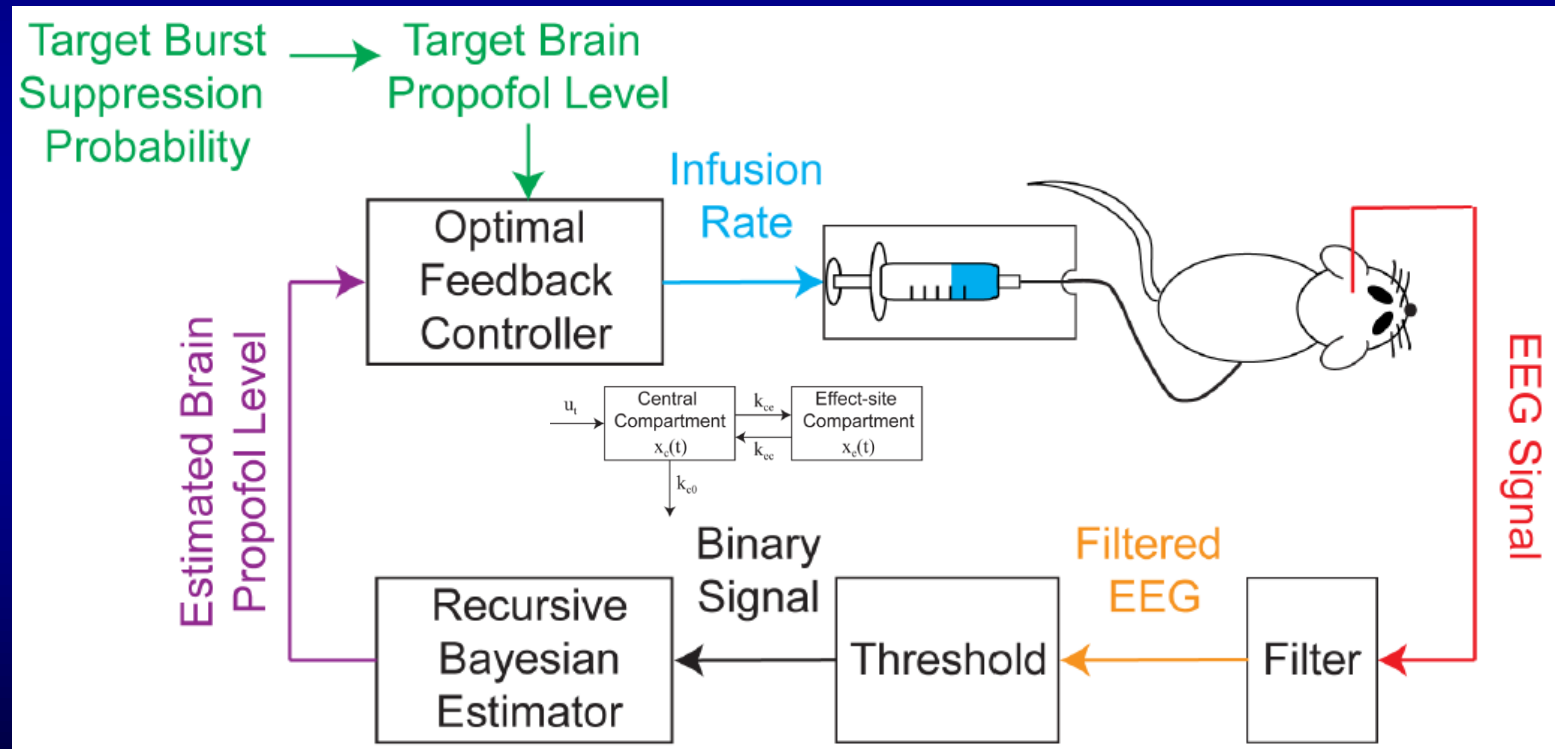 Target Burst
Suppression
Probability
Target Brain
Propofol Level
Optimal
Feedback
Controller
Infusion
Rate
EEG Signal
Estimated Brain
Propofol Level
u_t
Central
Compartment
x_c(t)
k_ce
k_ec
Effect-site
Compartment
x_e(t)
k_c0
Recursive
Bayesian
Estimator
Binary
Signal
Threshold
Filtered
EEG
Filter